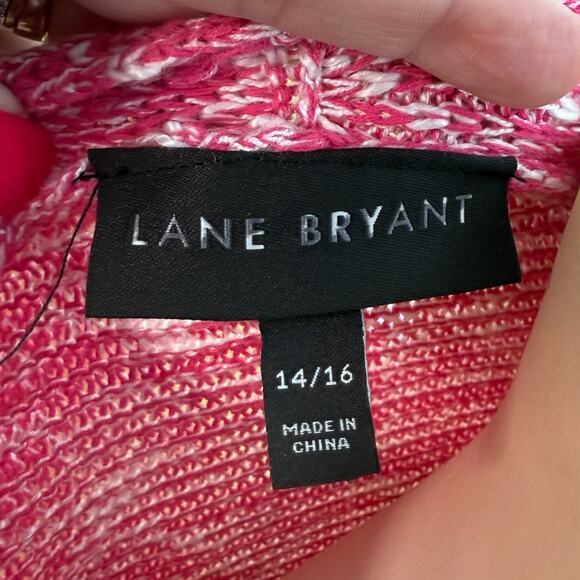 LANE BRYANT
14/16
MADE IN
CHINA